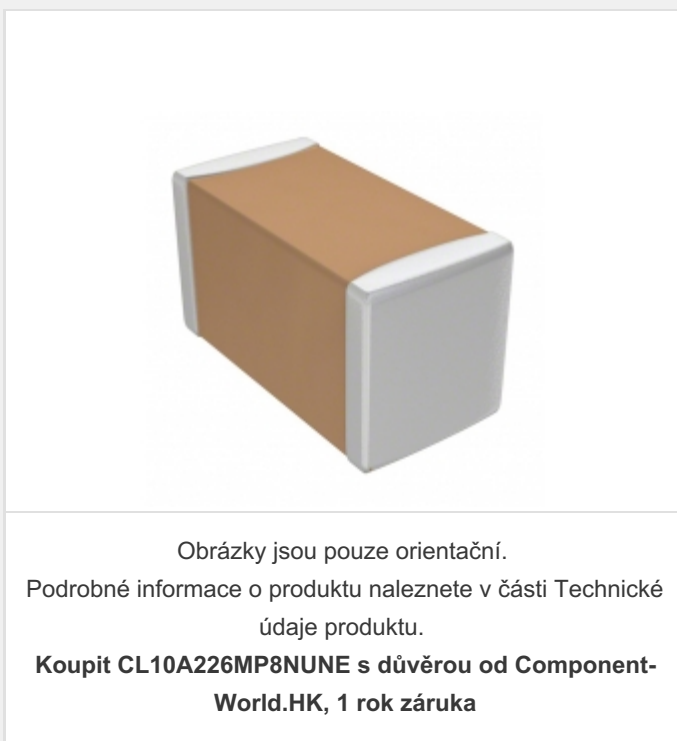 Obrázky jsou pouze orientační.
Podrobné informace o produktu naleznete v části Technické
údaje produktu.
Koupit CL10A226MP8NUNE s důvěrou od Component-
World.HK, 1 rok záruka